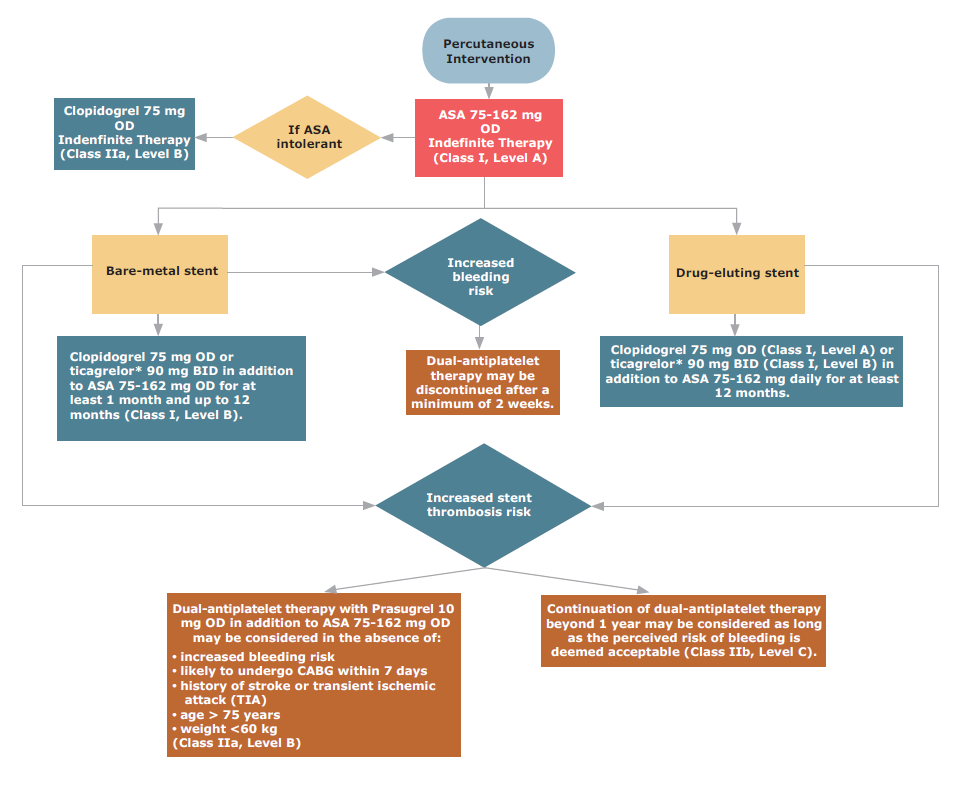 Percutaneous
Intervention
Clopidogrel 75 mg
OD
Indenfinite Therapy
(Class IIa, Level B)
If ASA
intolerant
ASA 75–162 mg
OD
Indefinite Therapy
(Class I, Level A)
Bare–metal stent
Increased
bleeding
risk
Drug–eluting stent
Clopidogrel 75 mg OD or
ticagrelor* 90 mg BID in addition
to ASA 75–162 mg OD for at
least 1 month and up to 12
months (Class I, Level B).
Dual–antiplatelet
therapy may be
discontinued after a
minimum of 2 weeks.
Clopidogrel 75 mg OD (Class I, Level A) or
ticagrelor* 90 mg BID (Class I, Level B) in
addition to ASA 75–162 mg daily for at least
12 months.
Increased stent
thrombosis risk
Dual–antiplatelet therapy with Prasugrel 10
mg OD in addition to ASA 75–162 mg OD
may be considered in the absence of:
• increased bleeding risk
• likely to undergo CABG within 7 days
• history of stroke or transient ischemic
attack (TIA)
• age > 75 years
• weight <60 kg
(Class IIa, Level B)
Continuation of dual–antiplatelet therapy
beyond 1 year may be considered as long
as the perceived risk of bleeding is
deemed acceptable (Class IIb, Level C).